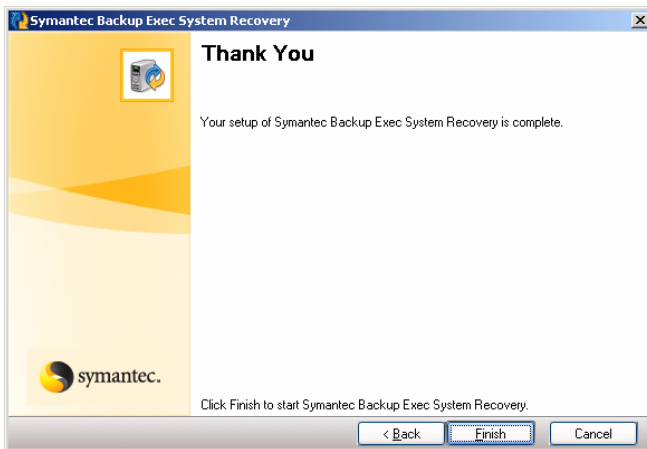 Symantec Backup Exec System Recovery
Thank You
Your setup of Symantec Backup Exec System Recovery is complete.
symantec.
Click Finish to start Symantec Backup Exec System Recovery.
< Back Finish Cancel